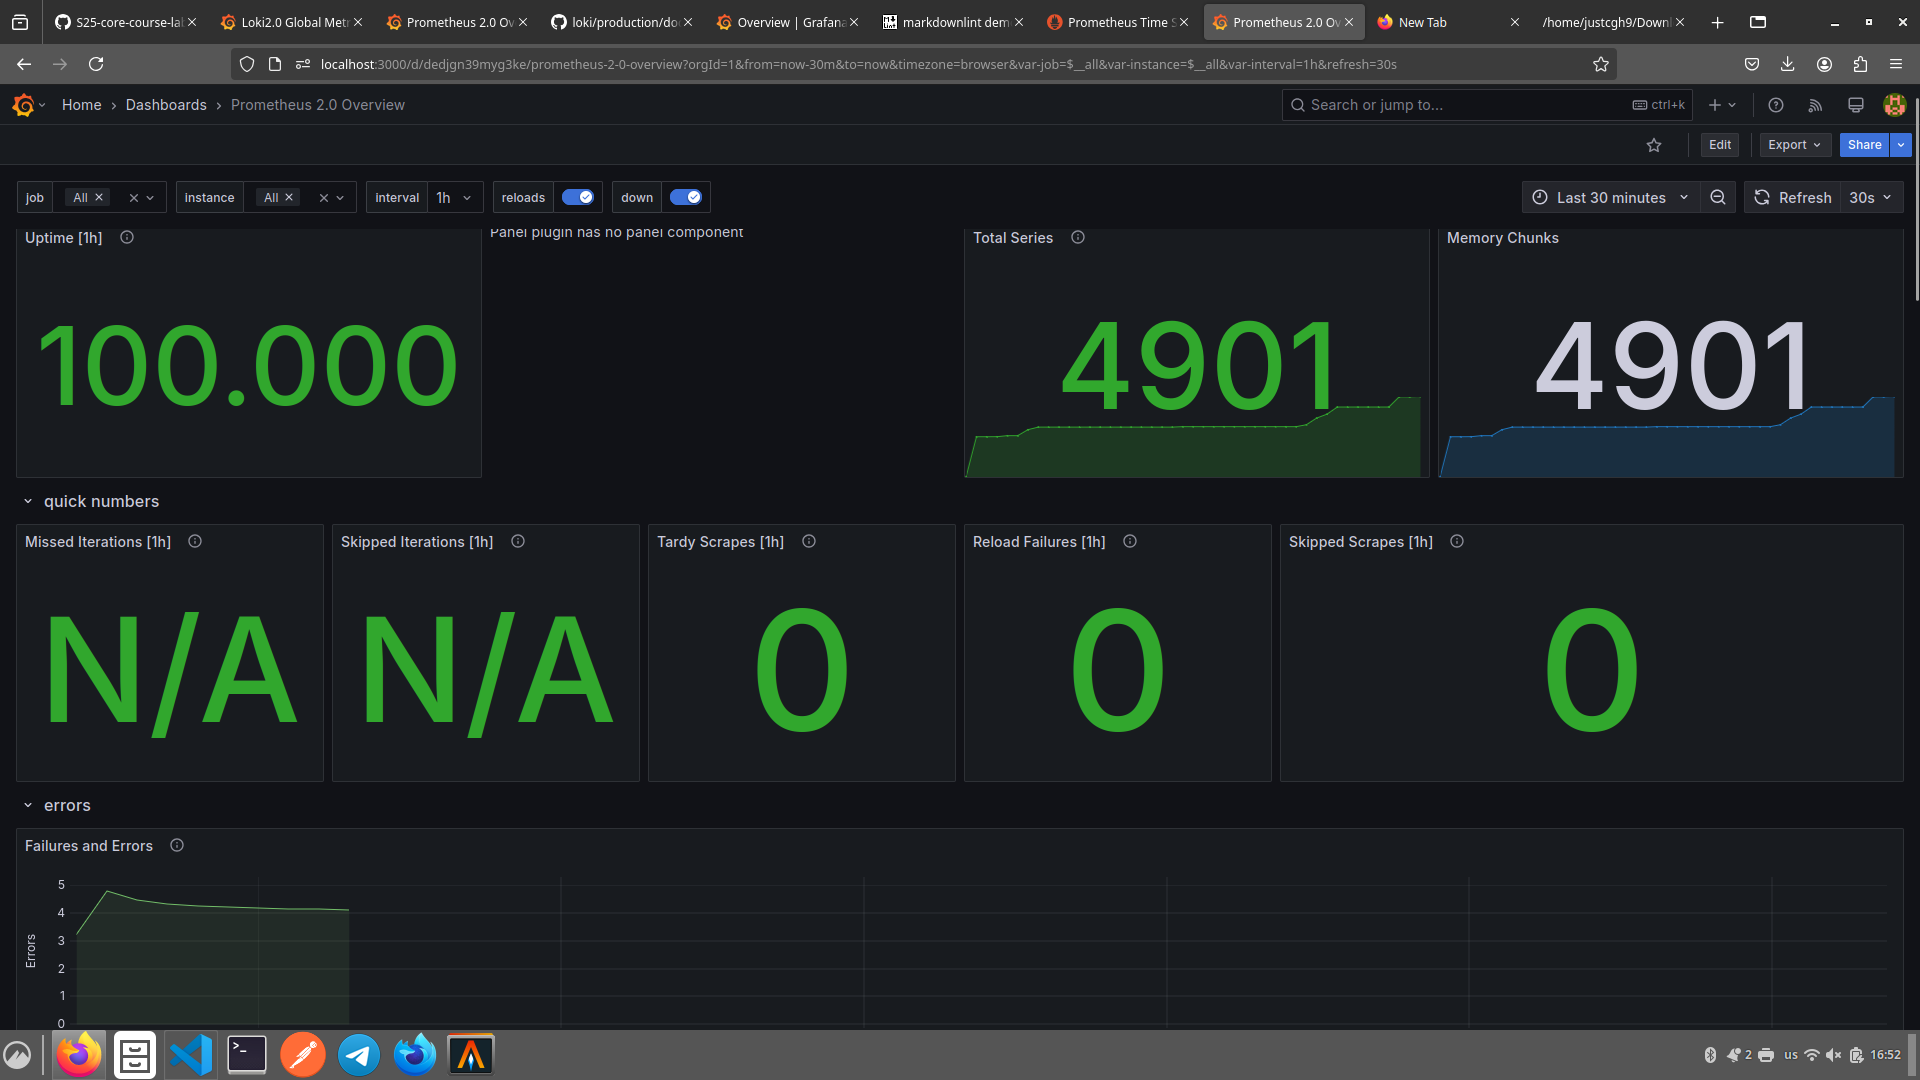 S25-core-course-la
Loki2.0 Global Met
Prometheus 2.0 Ov
loki/production/do
Overview | Grafana
markdownlint dem
Prometheus Time S
Prometheus 2.0 Ov
New Tab
/home/justcgh9/Downl
localhost:3000/d/dedjgn39myg3ke/prometheus-2-0-overview?orgId=1&from=now-30m&to=now&timezone=browser&var-job=$__all&var-instance=$__all&var-interval=1h&refresh=30s
Home › Dashboards › Prometheus 2.0 Overview
Search or jump to...
ctrl+k
Edit
Export
Share
job
All
instance
All
interval
1h
reloads
down
Last 30 minutes
Refresh
30s
Uptime [1h]
Panel plugin has no panel component
Total Series
Memory Chunks
100.000
4901
4901
quick numbers
Missed Iterations [1h]
Skipped Iterations [1h]
Tardy Scrapes [1h]
Reload Failures [1h]
Skipped Scrapes [1h]
N/A
N/A
0
0
0
errors
Failures and Errors
Errors
5
4
3
2
1
0
2
us
16:52